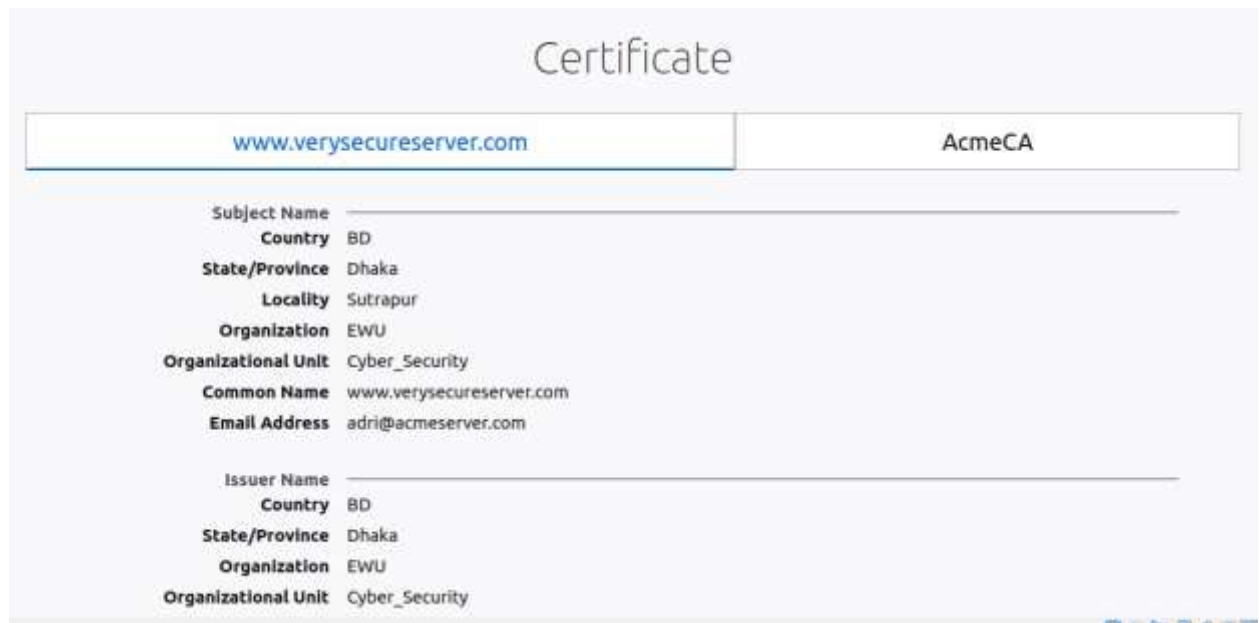 Certificate
www.verysecureserver.com AcmeCA
Subject Name
Country BD
State/Province Dhaka
Locality Sutrapur
Organization EWU
Organizational Unit Cyber_Security
Common Name www.verysecureserver.com
Email Address adri@acmeserver.com
Issuer Name
Country BD
State/Province Dhaka
Organization EWU
Organizational Unit Cyber_Security